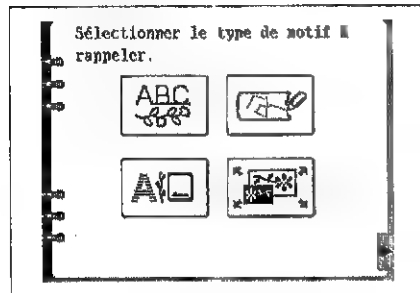 Sélectionner le type de motif à
rappeler.
ABC
A